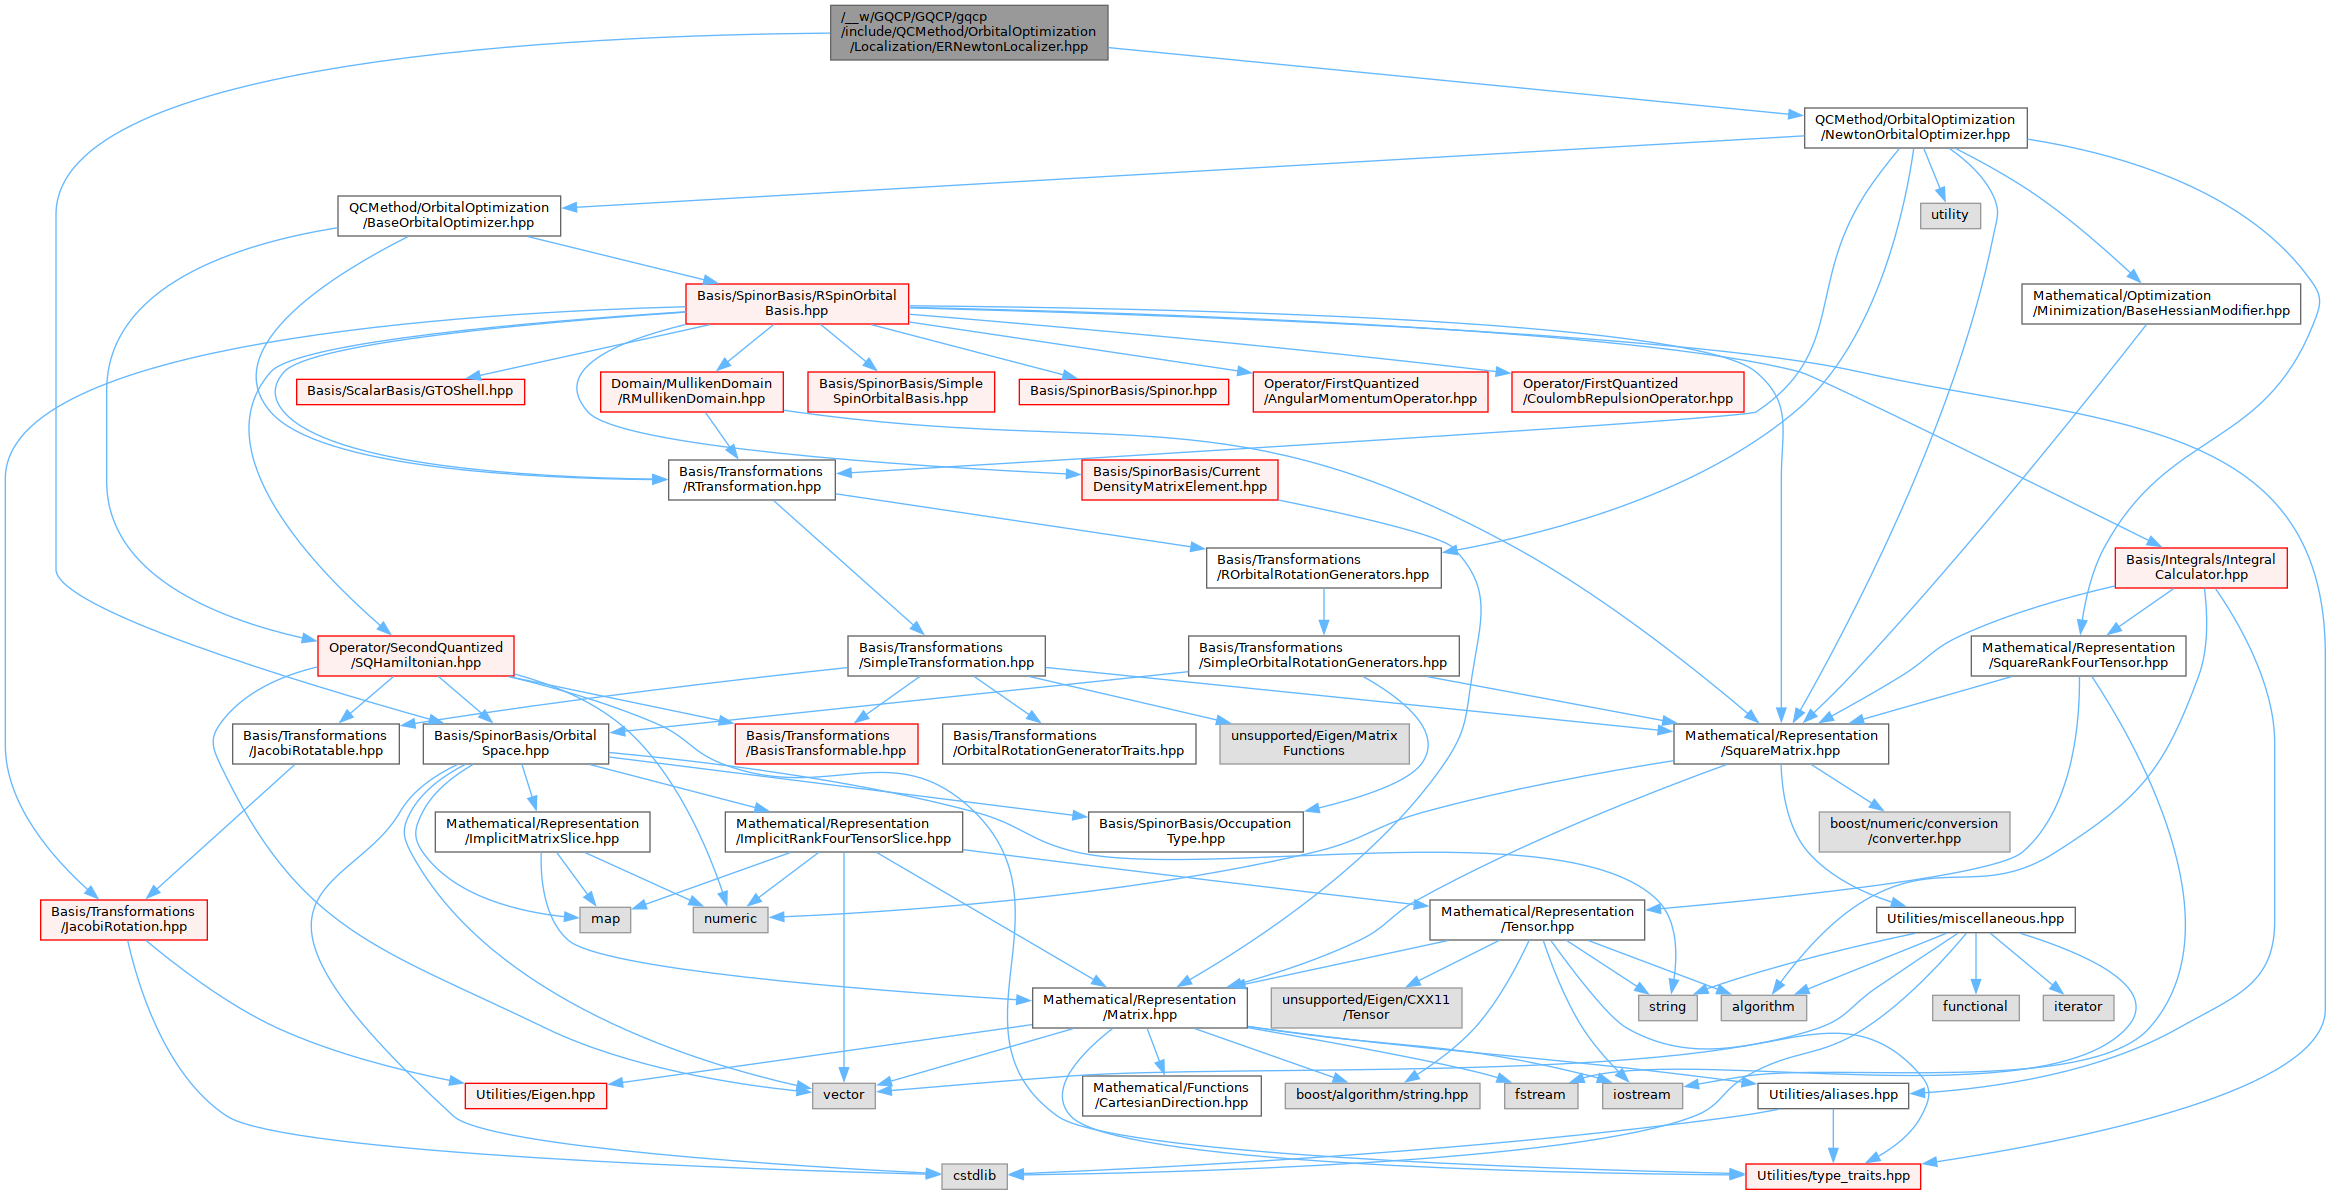 /__w/GQCP/GQCP/gqcp
/include/QCMethod/OrbitalOptimization
/Localization/ERNewtonLocalizer.hpp
QCMethod/OrbitalOptimization
/NewtonOrbitalOptimizer.hpp
QCMethod/OrbitalOptimization
/BaseOrbitalOptimizer.hpp
utility
Basis/SpinorBasis/RSpinOrbital
Basis.hpp
Mathematical/Optimization
/Minimization/BaseHessianModifier.hpp
Basis/ScalarBasis/GTOShell.hpp
Domain/MullikenDomain
/RMullikenDomain.hpp
Basis/SpinorBasis/Simple
SpinOrbitalBasis.hpp
Basis/SpinorBasis/Spinor.hpp
Operator/FirstQuantized
/AngularMomentumOperator.hpp
Operator/FirstQuantized
/CoulombRepulsionOperator.hpp
Basis/Transformations
/RTransformation.hpp
Basis/SpinorBasis/Current
DensityMatrixElement.hpp
Basis/Transformations
/ROrbitalRotationGenerators.hpp
Basis/Integrals/Integral
Calculator.hpp
Operator/SecondQuantized
/SQHamiltonian.hpp
Basis/Transformations
/SimpleTransformation.hpp
Basis/Transformations
/SimpleOrbitalRotationGenerators.hpp
Mathematical/Representation
/SquareRankFourTensor.hpp
Basis/Transformations
/JacobiRotatable.hpp
Basis/SpinorBasis/Orbital
Space.hpp
Basis/Transformations
/BasisTransformable.hpp
Basis/Transformations
/OrbitalRotationGeneratorTraits.hpp
unsupported/Eigen/Matrix
Functions
Mathematical/Representation
/SquareMatrix.hpp
Mathematical/Representation
/ImplicitMatrixSlice.hpp
Mathematical/Representation
/ImplicitRankFourTensorSlice.hpp
Basis/SpinorBasis/Occupation
Type.hpp
boost/numeric/conversion
/converter.hpp
Basis/Transformations
/JacobiRotation.hpp
map
numeric
Mathematical/Representation
/Tensor.hpp
Utilities/miscellaneous.hpp
Mathematical/Representation
/Matrix.hpp
unsupported/Eigen/CXX11
/Tensor
string
algorithm
functional
iterator
Utilities/Eigen.hpp
vector
Mathematical/Functions
/CartesianDirection.hpp
boost/algorithm/string.hpp
fstream
iostream
Utilities/aliases.hpp
cstdlib
Utilities/type_traits.hpp